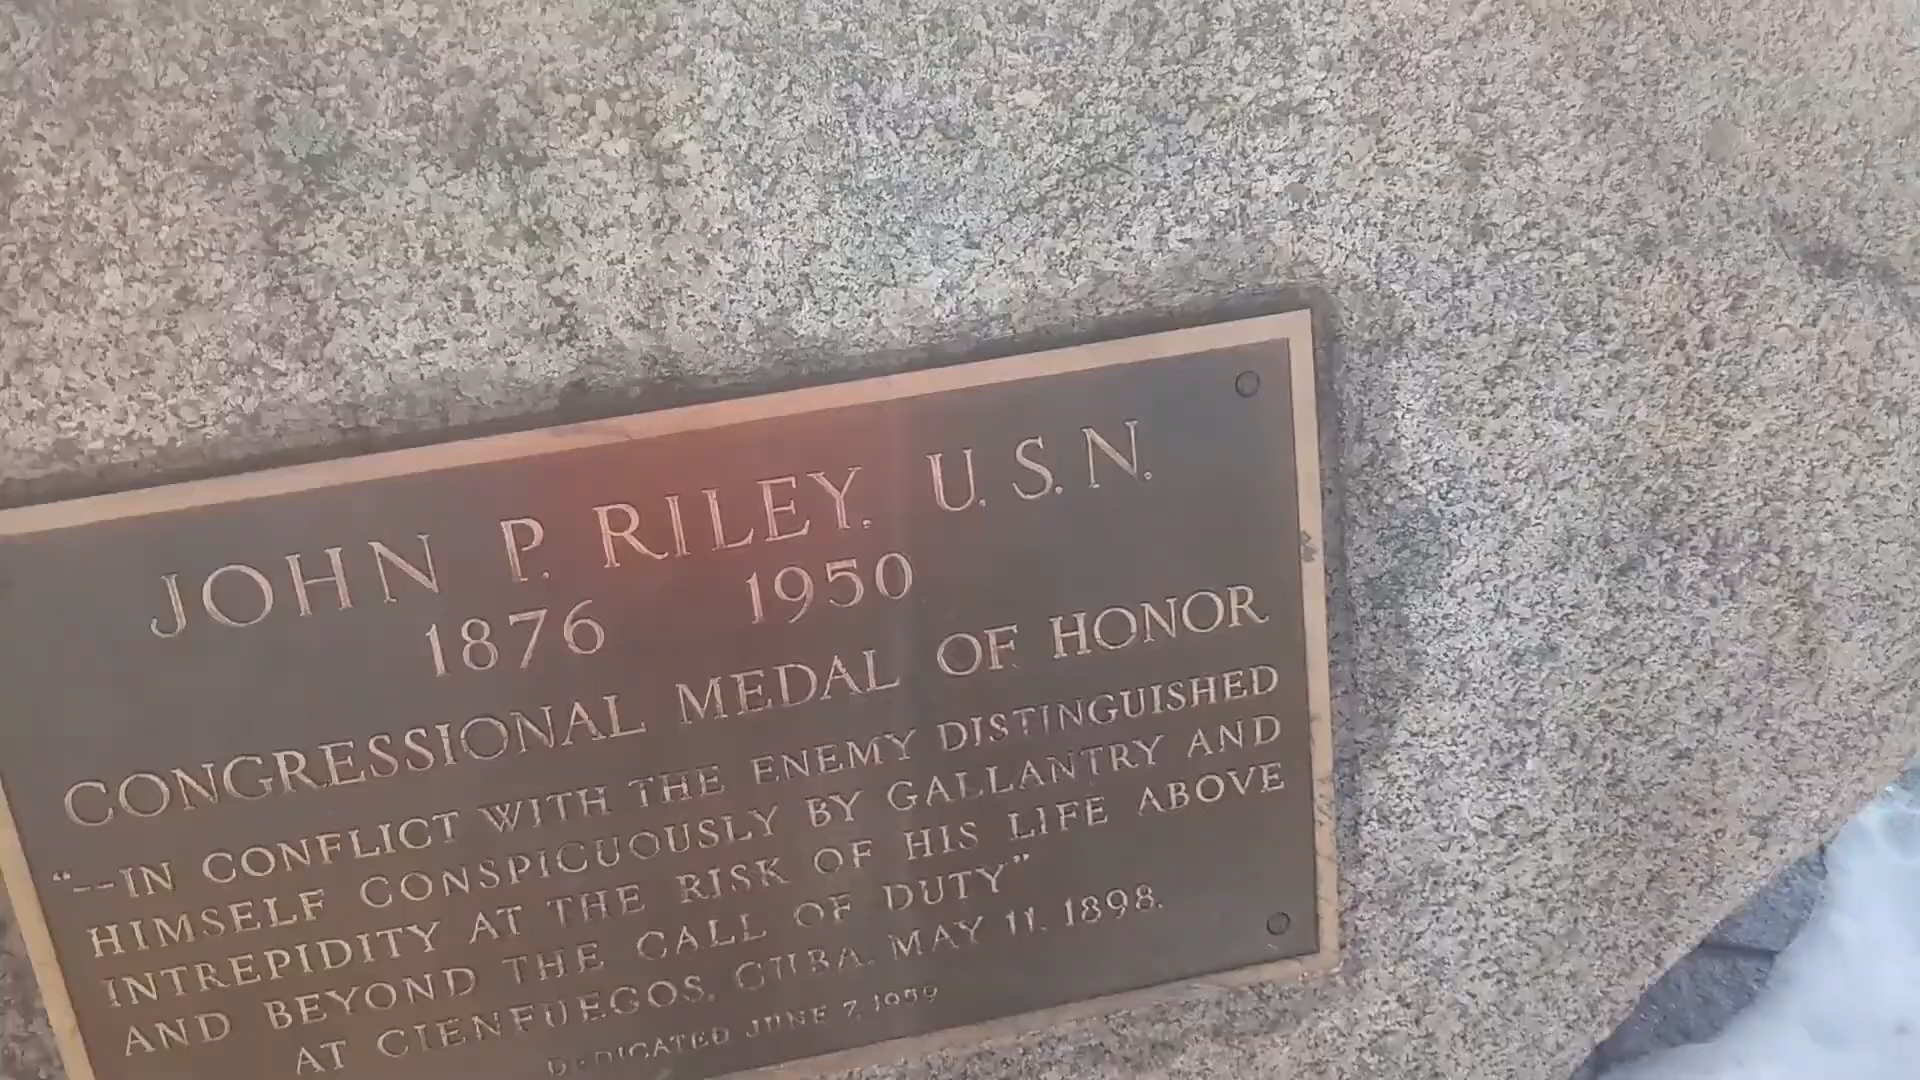 JOHN P. RILEY, U.S.N.
1876 1950
CONGRESSIONAL MEDAL OF HONOR
"--IN CONFLICT WITH THE ENEMY DISTINGUISHED
HIMSELF CONSPICUOUSLY BY GALLANTRY AND
INTREPIDITY AT THE RISK OF HIS LIFE ABOVE
AND BEYOND THE CALL OF DUTY"
AT CIENFUEGOS, CUBA, MAY 11, 1898.
DEDICATED JUNE 7, 1959